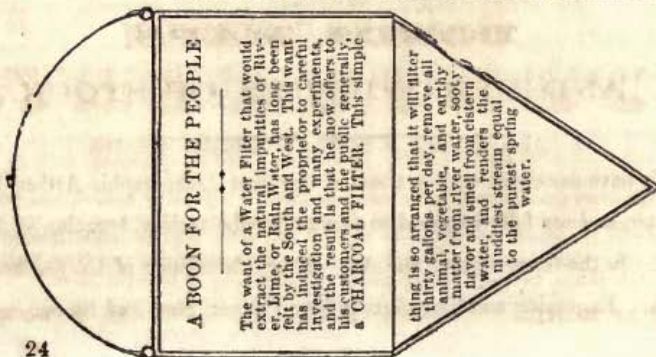 A BOON FOR THE PEOPLE
The want of a Water Filter that would
extract the natural impurities of Riv-
er, Lime, or Rain Water, has long been
felt by the South and West. This want
has induced the proprietor to careful
investigation and many experiments,
and the result is that he now offers to
his customers and the public generally,
a CHARCOAL FILTER. This simple
thing is so arranged that it will filter
thirty gallons per day, remove all
animal, vegetable, and earthy
matter from river water, sooty
flavor and smell from cistern
water, and renders the
muddiest stream equal
to the purest spring
water.
24